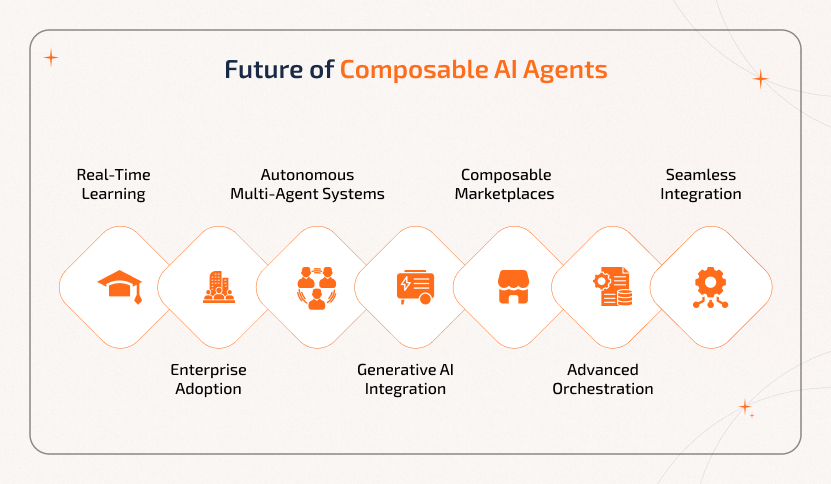 Future of Composable AI Agents
Real-Time
Learning
Autonomous
Multi-Agent Systems
Composable
Marketplaces
Seamless
Integration
Enterprise
Adoption
Generative AI
Integration
Advanced
Orchestration